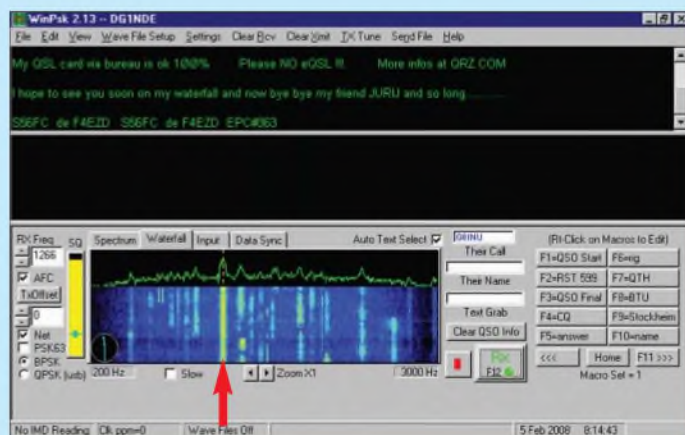 WinPsk 2.13 -- DG1NDE
File Edit View Wave File Setup Settings Clear Rcv Clear Xmit TX Tune Send File Help
My QSL card via bureau is ok 100% Please NO eQSL !!!. More infos at QRZ.COM
I hope to see you soon on my waterfall and now bye bye my friend JURIJ and so long............
S56FC de F4EZD S56FC de F4EZD EPC#063
RX Freq SQ Spectrum Waterfall Input Data Sync Auto Text Select
1266
Their Call
AFC
Their Name
TxOffset
0
Text Grab
Net
Clear QSO Info
PSK63
BPSK
QPSK (usb)
200 Hz Slow Zoom X1 3000 Hz
Rx
F12
(Rt-Click on Macros to Edit)
F1=QSO Start F6=rig
F2=RST 599 F7=QTH
F3=QSO Final F8=BTU
F4=CQ F9=Stockheim
F5=answer F10=name
<<< Home F11 >>>
Macro Set = 1
No IMD Reading Clk ppm=0 Wave Files Off 5 Feb 2008 8:14:43